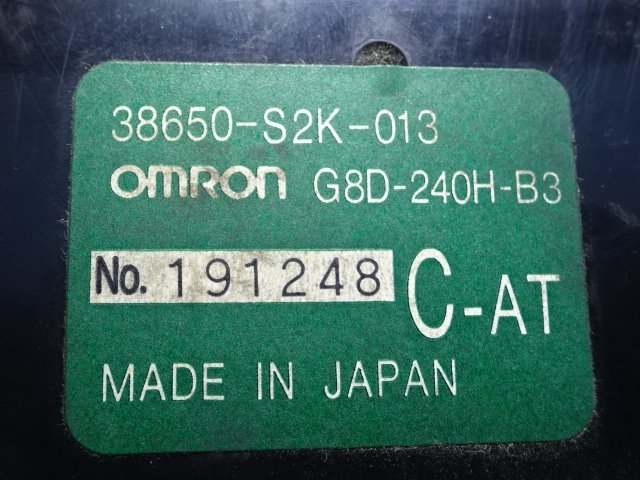 38650-S2K-013
OMRON G8D-240H-B3
No. 191248 C-AT
MADE IN JAPAN